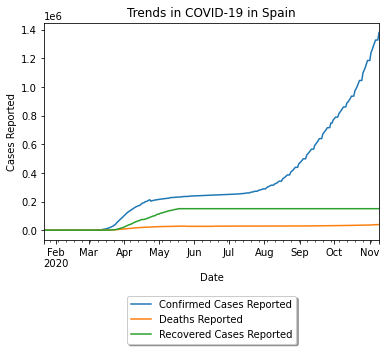 Trends in COVID-19 in Spain
1e6
1.4
1.2
1.0
0.8
0.6
0.4
0.2
0.0
Cases Reported
Feb Mar Apr May Jun Jul Aug Sep Oct Nov
2020
Date
Confirmed Cases Reported
Deaths Reported
Recovered Cases Reported